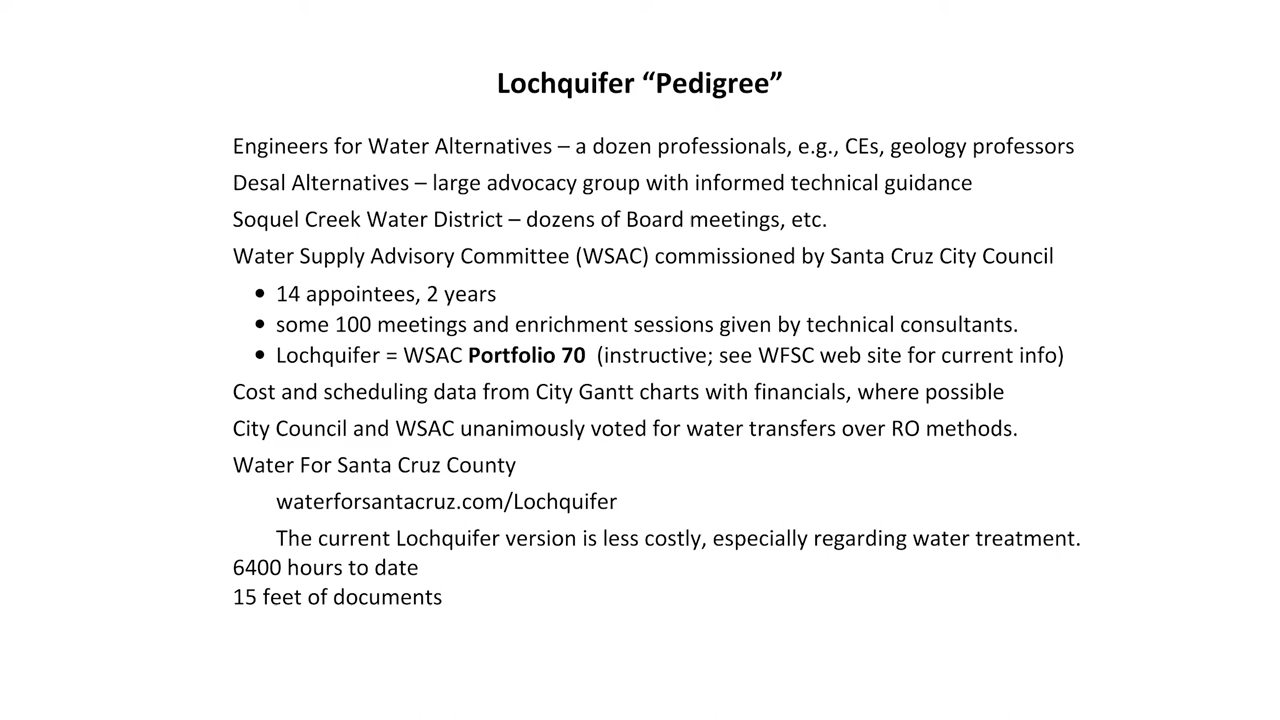 Lochquifer “Pedigree”
Engineers for Water Alternatives – a dozen professionals, e.g., CEs, geology professors
Desal Alternatives – large advocacy group with informed technical guidance
Soquel Creek Water District – dozens of Board meetings, etc.
Water Supply Advisory Committee (WSAC) commissioned by Santa Cruz City Council
• 14 appointees, 2 years
• some 100 meetings and enrichment sessions given by technical consultants.
• Lochquifer = WSAC Portfolio 70 (instructive; see WFSC web site for current info)
Cost and scheduling data from City Gantt charts with financials, where possible
City Council and WSAC unanimously voted for water transfers over RO methods.
Water For Santa Cruz County
waterforsantacruz.com/Lochquifer
The current Lochquifer version is less costly, especially regarding water treatment.
6400 hours to date
15 feet of documents